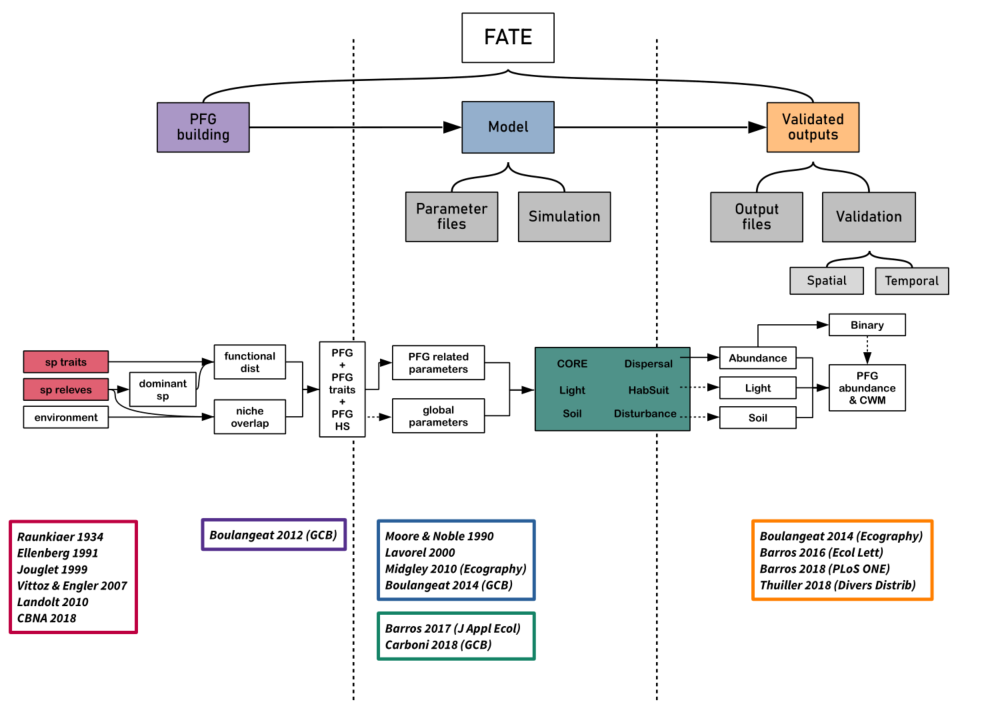 FATE
PFG
building
Model
Validated
outputs
Parameter
files
Simulation
Output
files
Validation
Spatial
Temporal
sp traits
sp releves
environment
dominant
sp
functional
dist
niche
overlap
PFG
+
PFG
traits
+
PFG
HS
PFG related
parameters
global
parameters
CORE
Dispersal
Light
HabSuit
Soil
Disturbance
Abundance
Light
Soil
Binary
PFG
abundance
& CWM
Raunkiaer 1934
Ellenberg 1991
Jouglet 1999
Vittoz & Engler 2007
Landolt 2010
CBNA 2018
Boulangeat 2012 (GCB)
Moore & Noble 1990
Lavorel 2000
Midgley 2010 (Ecography)
Boulangeat 2014 (GCB)
Barros 2017 (J Appl Ecol)
Carboni 2018 (GCB)
Boulangeat 2014 (Ecography)
Barros 2016 (Ecol Lett)
Barros 2018 (PLoS ONE)
Thuiller 2018 (Divers Distrib)